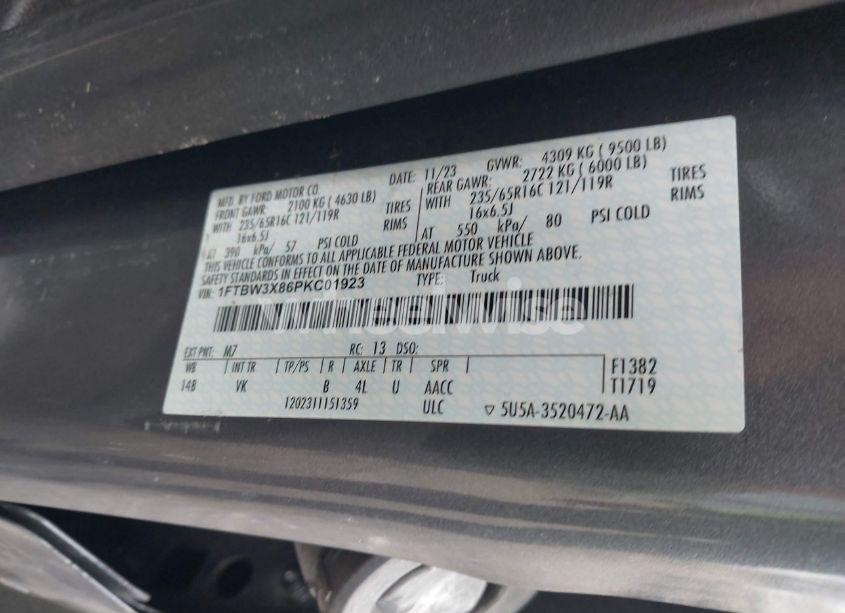 MFD. BY FORD MOTOR CO.
DATE: 11/23 GVWR: 4309 KG ( 9500 LB)
FRONT GAWR: 2100 KG ( 4630 LB)
REAR GAWR: 2722 KG ( 6000 LB)
WITH 235/65R16C 121/119R TIRES
WITH 235/65R16C 121/119R TIRES
16x6.5J RIMS
16x6.5J RIMS
AT 390 kPa/ 57 PSI COLD
AT 550 kPa/ 80 PSI COLD
THIS VEHICLE CONFORMS TO ALL APPLICABLE FEDERAL MOTOR VEHICLE
SAFETY STANDARDS IN EFFECT ON THE DATE OF MANUFACTURE SHOWN ABOVE.
VIN: 1FTBW3X86PKC01923 TYPE: Truck
wheelwise
EXT PNT: M7 RC: 13 DSO:
WB INT TR TP/PS R AXLE TR SPR F1382
148 VK B 4L U AACC T1719
1202311151359 ULC ▽ 5U5A-3520472-AA